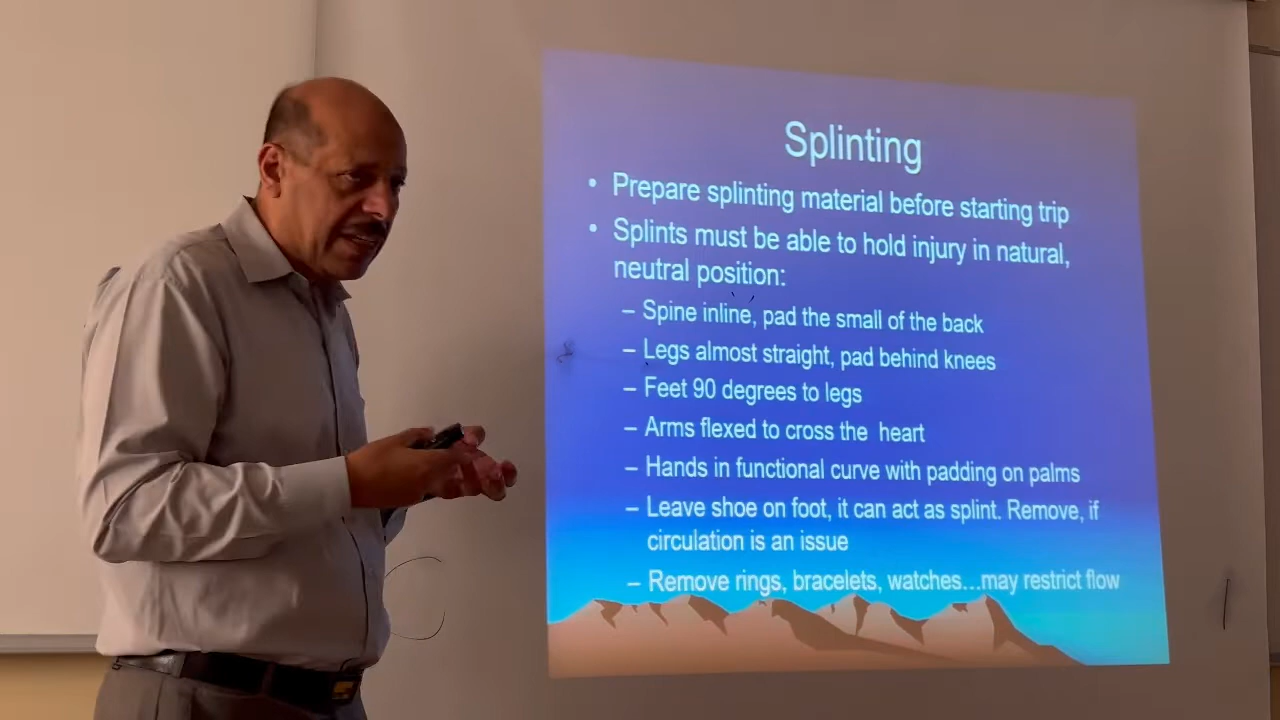 Splinting
• Prepare splinting material before starting trip
• Splints must be able to hold injury in natural,
neutral position:
– Spine inline, pad the small of the back
– Legs almost straight, pad behind knees
– Feet 90 degrees to legs
– Arms flexed to cross the heart
– Hands in functional curve with padding on palms
– Leave shoe on foot, it can act as splint. Remove, if
circulation is an issue
– Remove rings, bracelets, watches...may restrict flow